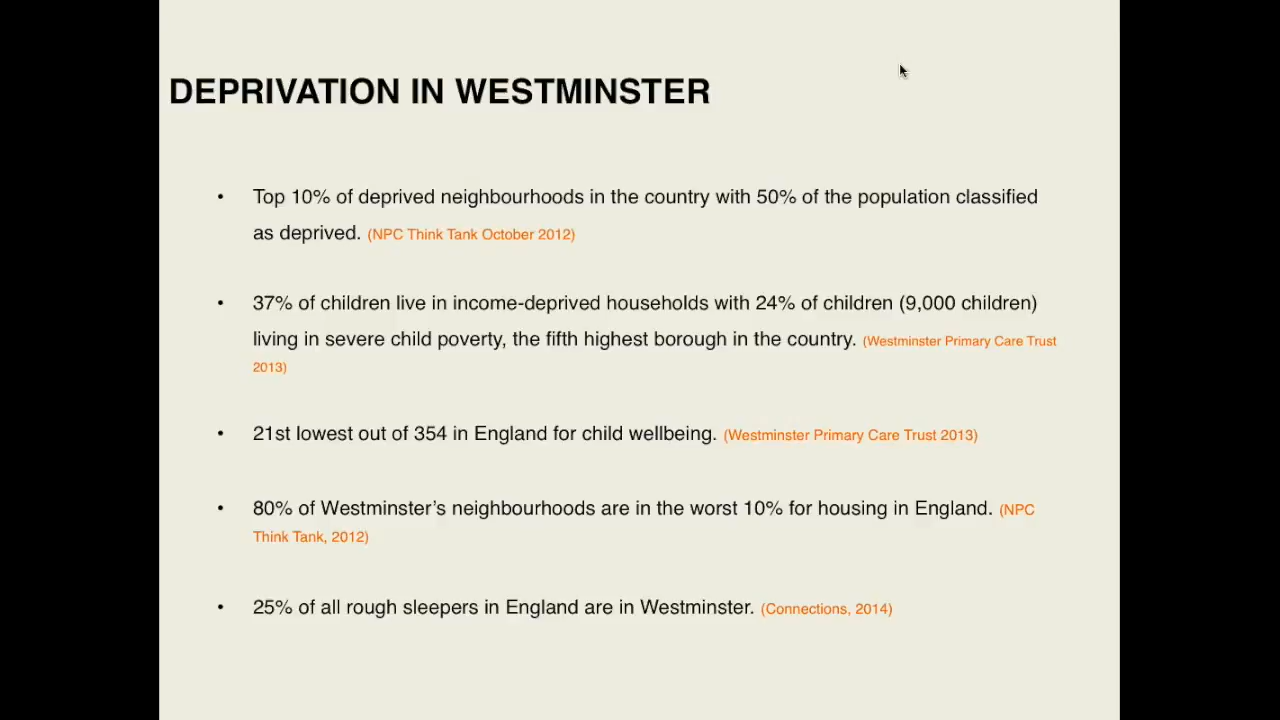 DEPRIVATION IN WESTMINSTER
• Top 10% of deprived neighbourhoods in the country with 50% of the population classified
as deprived. (NPC Think Tank October 2012)
• 37% of children live in income-deprived households with 24% of children (9,000 children)
living in severe child poverty, the fifth highest borough in the country. (Westminster Primary Care Trust
2013)
• 21st lowest out of 354 in England for child wellbeing. (Westminster Primary Care Trust 2013)
• 80% of Westminster’s neighbourhoods are in the worst 10% for housing in England. (NPC
Think Tank, 2012)
• 25% of all rough sleepers in England are in Westminster. (Connections, 2014)